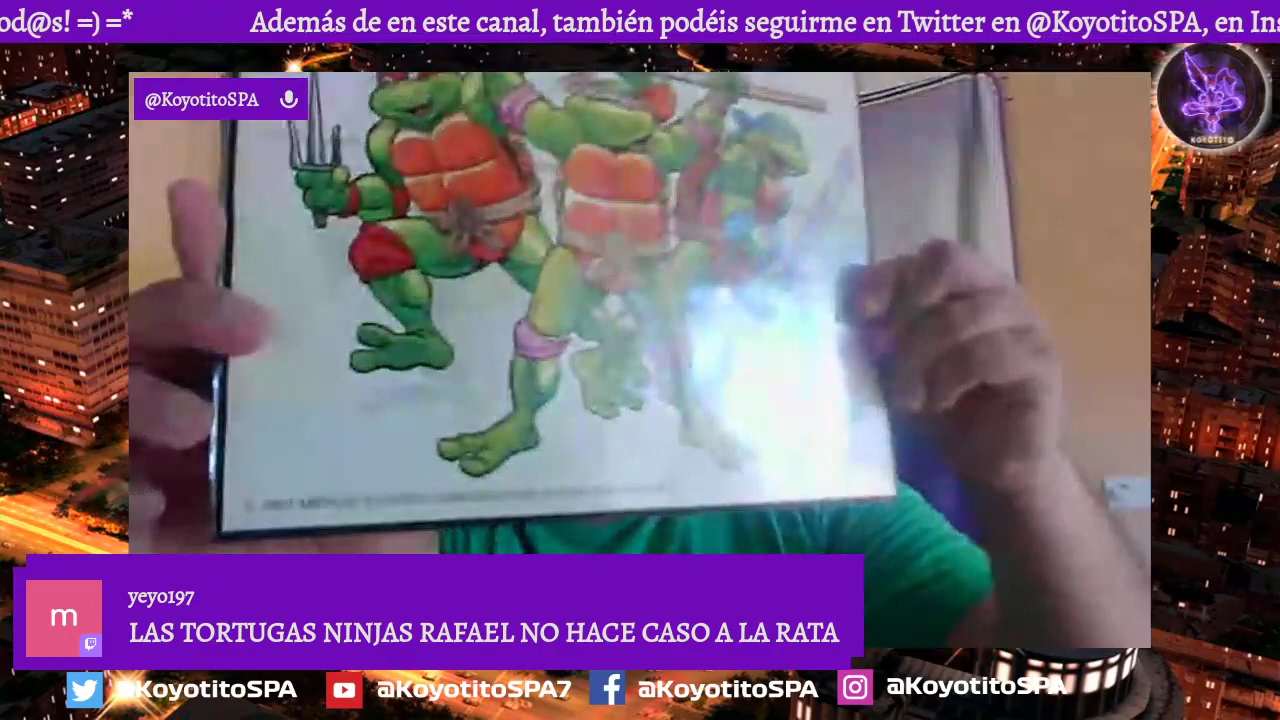 od@s! =) =* Además de en este canal, también podéis seguirme en Twitter en @KoyotitoSPA, en Ins
@KoyotitoSPA
KOYOTITO
m
yeyo197
LAS TORTUGAS NINJAS RAFAEL NO HACE CASO A LA RATA
@KoyotitoSPA @KoyotitoSPA7 @KoyotitoSPA @KoyotitoSPA